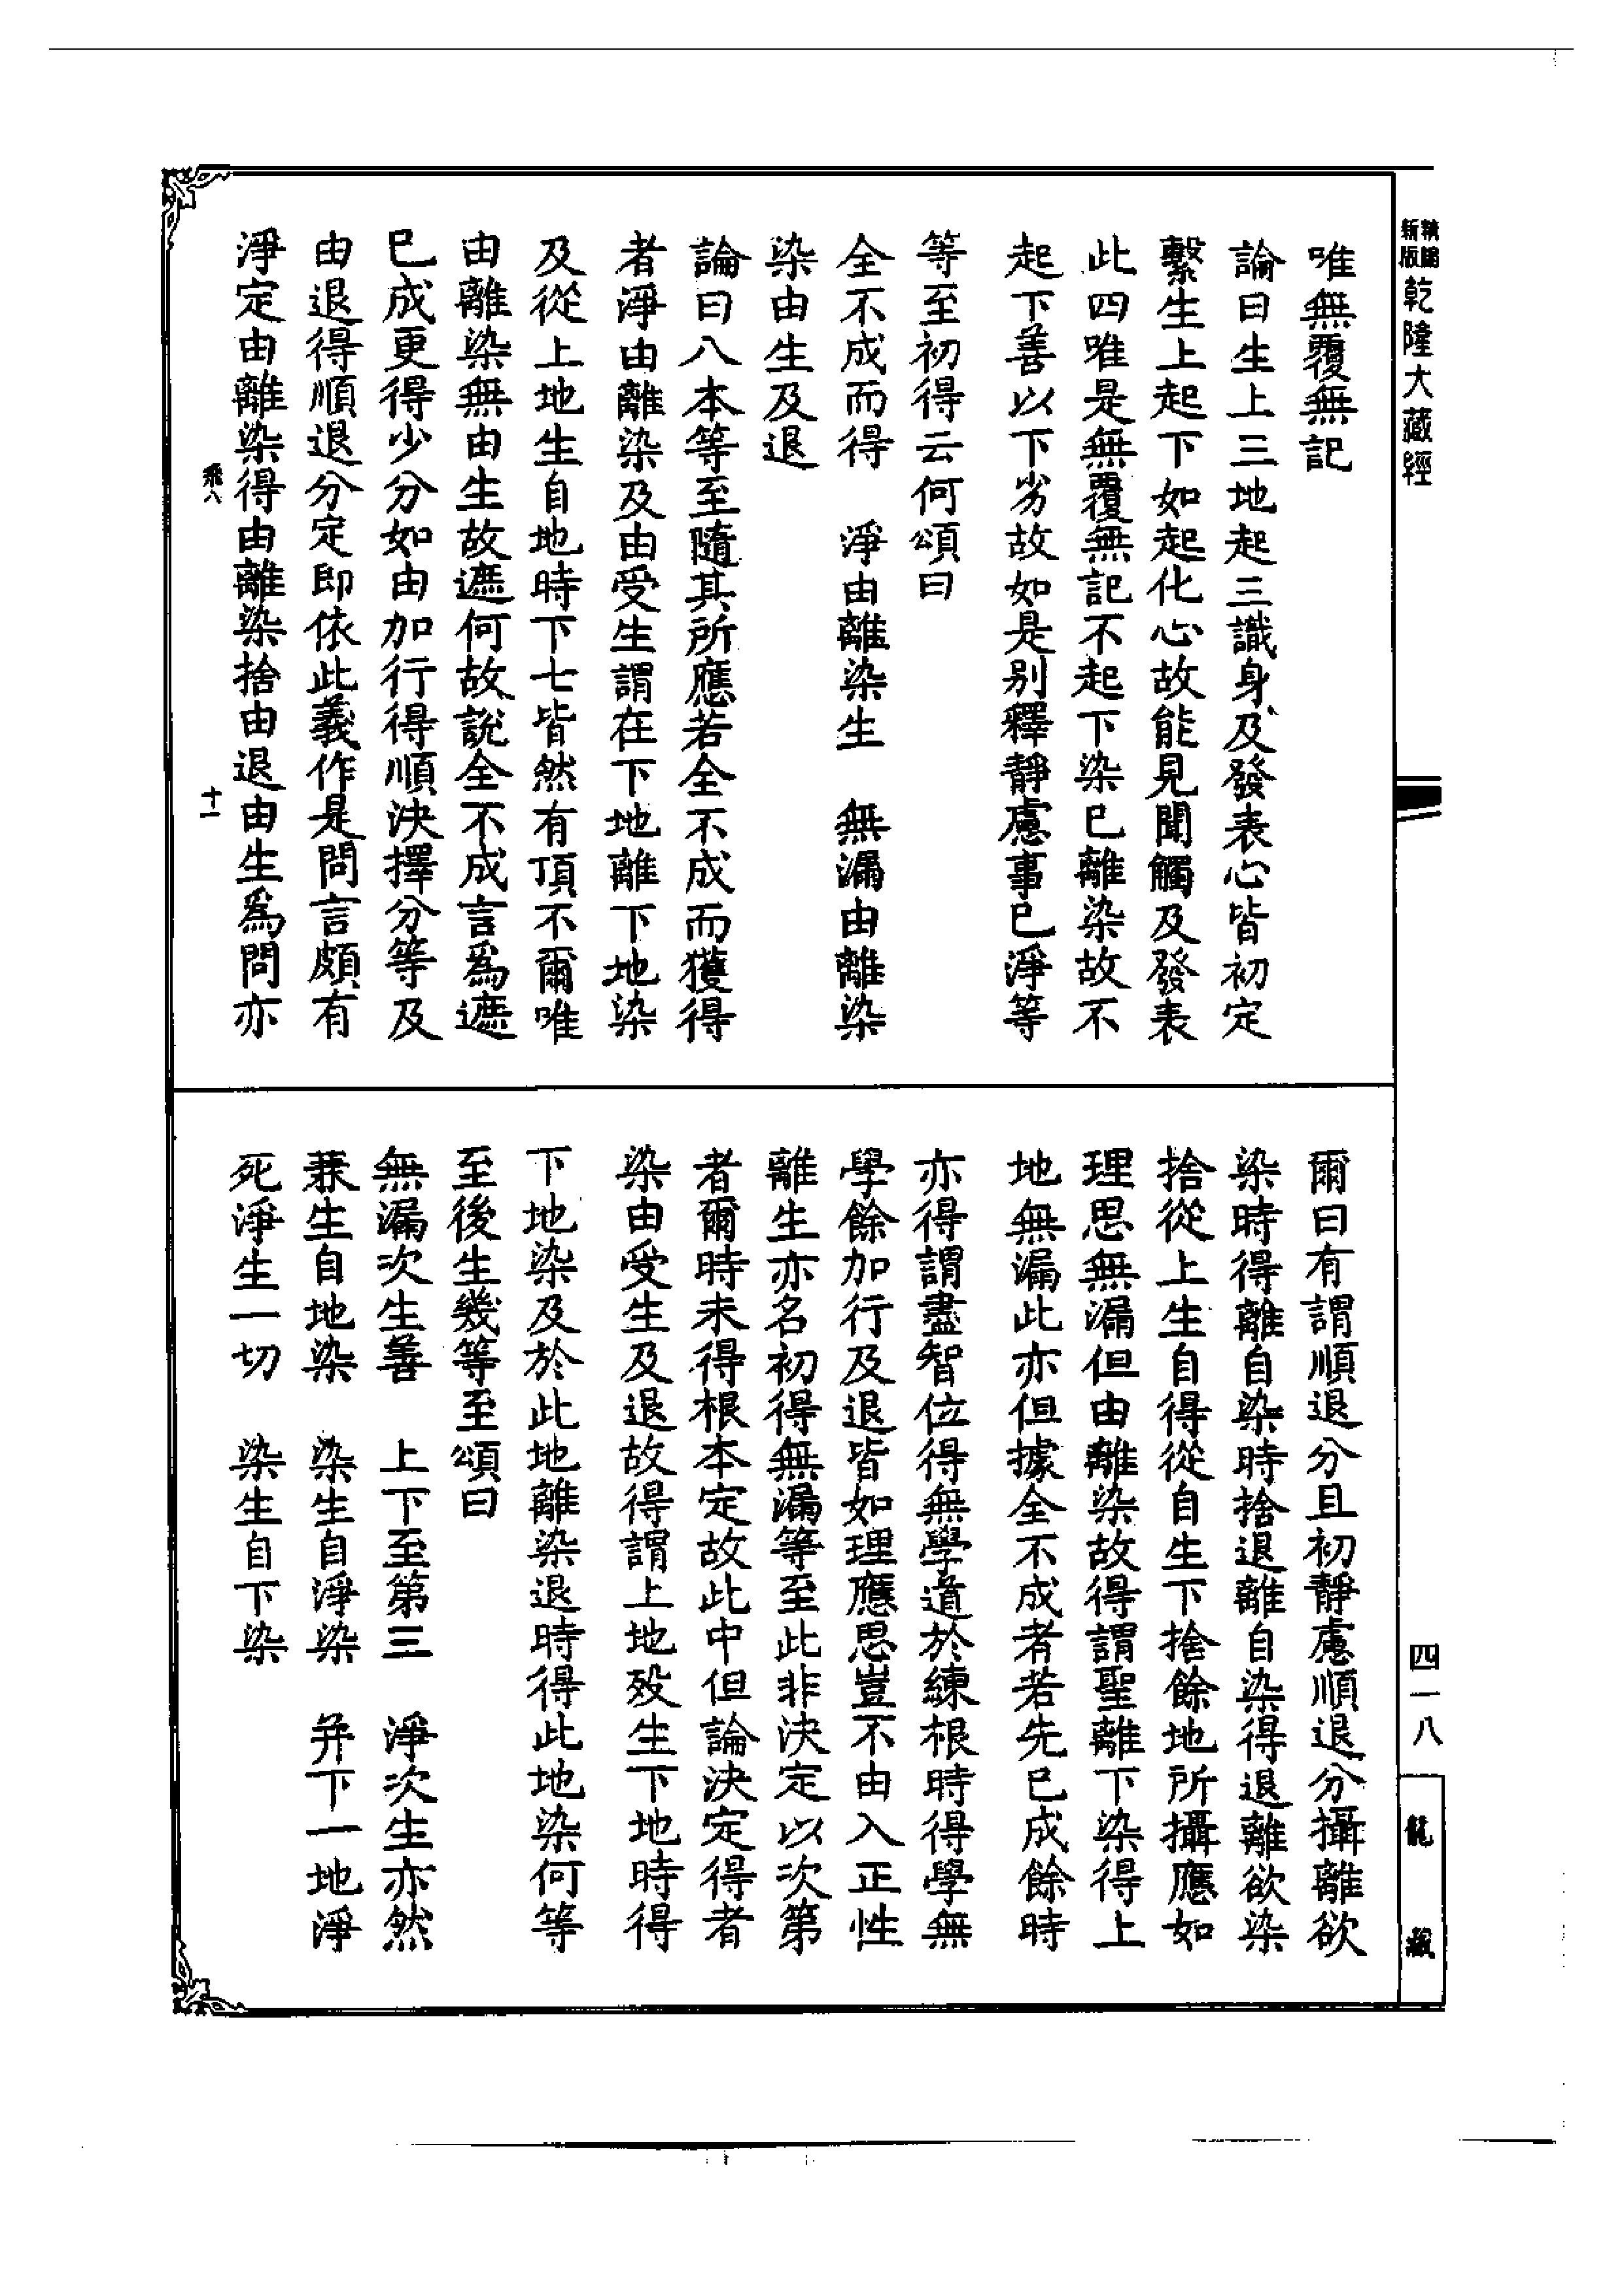 新版
精縮
乾隆大藏經
唯無覆無記
論曰生上三地起三識身及發表心皆初定
繫生上起下如起化心故能見聞觸及發表
此四唯是無覆無記不起下染已離染故不
起下善以下劣故如是別釋靜慮事已淨等
等至初得云何頌曰
全不成而得　淨由離染生　無漏由離染
染由生及退
論曰八本等至隨其所應若全不成而獲得
者淨由離染及由受生謂在下地離下地染
及從上地生自地時下七皆然有頂不爾唯
由離染無由生故遮何故說全不成言爲遮
已成更得少分如由加行得順決擇分等及
由退得順退分定即依此義作是問言頗有
淨定由離染得由離染捨由退由生爲問亦
十一
爾曰有謂順退分且初靜慮順退分攝離欲
染時得離自染時捨退離自染得退離欲染
捨從上生自得從自生下捨餘地所攝應如
理思無漏但由離染故得謂聖離下染得上
地無漏此亦但據全不成者若先已成餘時
亦得謂盡智位得無學道於練根時得學無
學餘加行及退皆如理應思豈不由入正性
離生亦名初得無漏等至此非決定以次第
者爾時未得根本定故此中但論決定得者
染由受生及退故得謂上地歿生下地時得
下地染及於此地離染退時得此地染何等
至後生幾等至頌曰
無漏次生善　上下至第三　淨次生亦然
兼生自地染　染生自淨染　并下一地淨
死淨生一切　染生自下染
四一八
龍藏